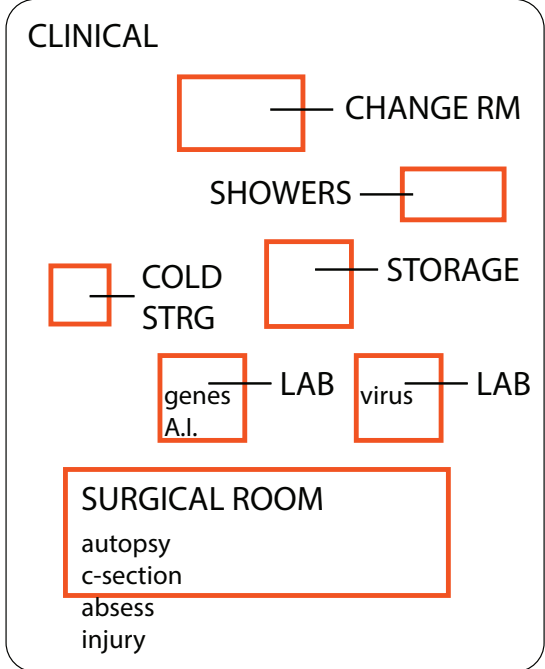 CLINICAL
CHANGE RM
SHOWERS
STORAGE
COLD
STRG
LAB
genes
A.I.
LAB
virus
SURGICAL ROOM
autopsy
c-section
absess
injury